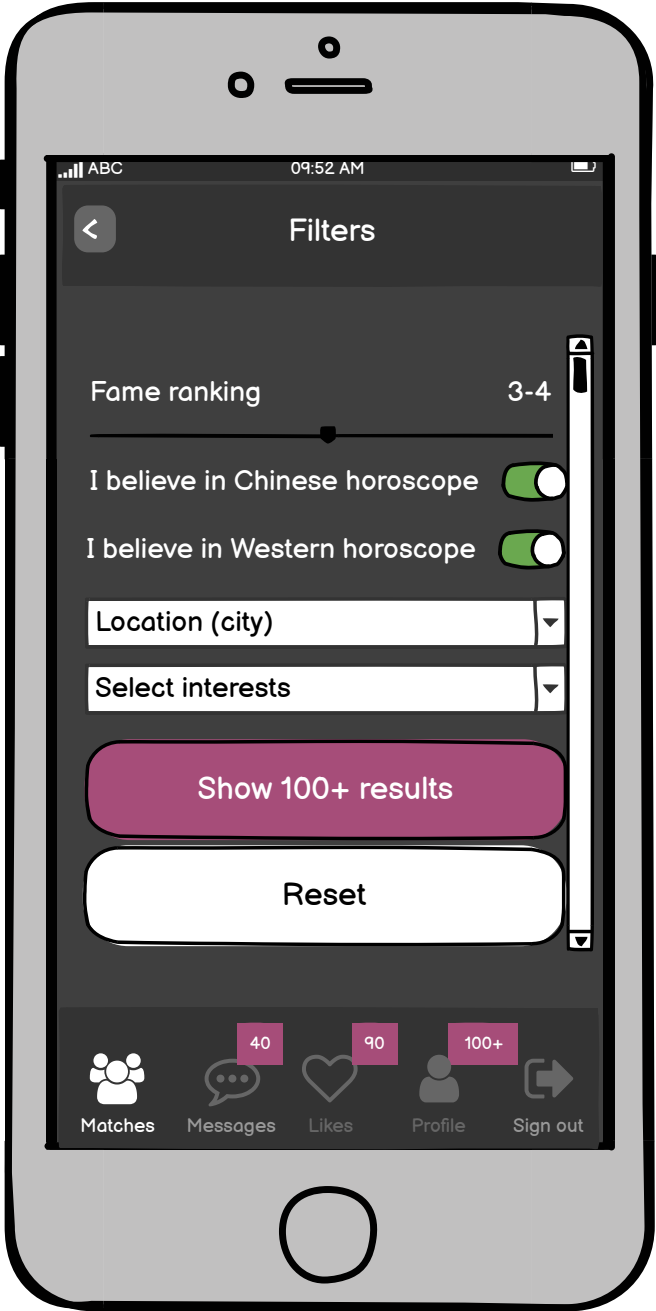 ABC 09:52 AM
Filters
Fame ranking 3-4
I believe in Chinese horoscope
I believe in Western horoscope
Location (city)
Select interests
Show 100+ results
Reset
40 90 100+
Matches Messages Likes Profile Sign out